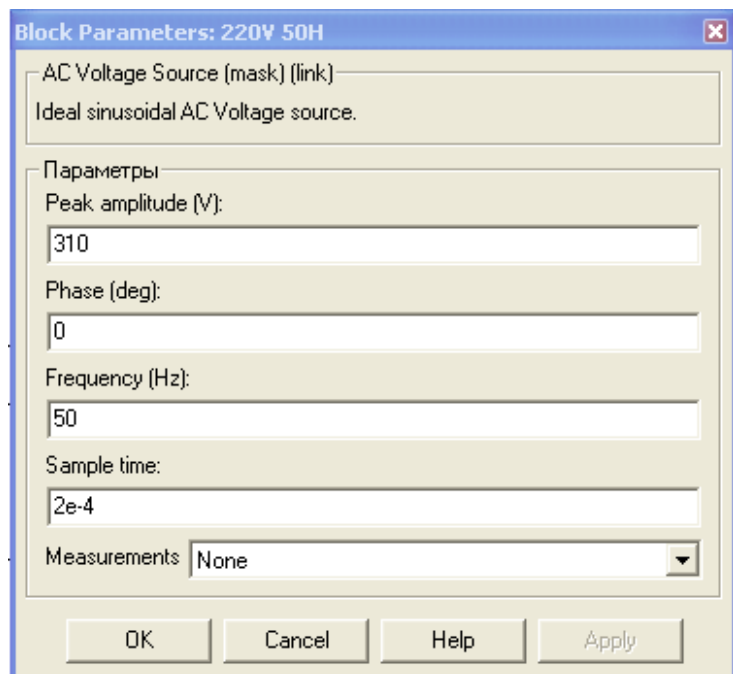 Block Parameters: 220V 50H
AC Voltage Source (mask) (link)
Ideal sinusoidal AC Voltage source.
Параметры
Peak amplitude (V):
310
Phase (deg):
0
Frequency (Hz):
50
Sample time:
2e-4
Measurements None
OK Cancel Help Apply